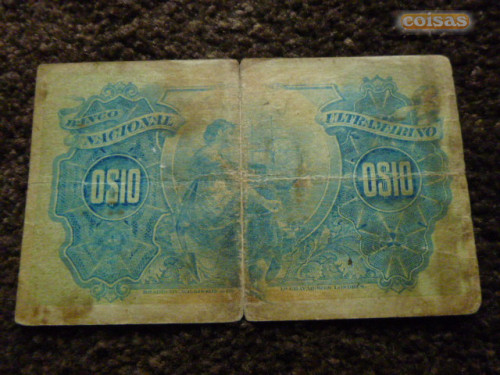 coisas
BANCO
NACIONAL
ULTRAMARINO
0$10
0$10